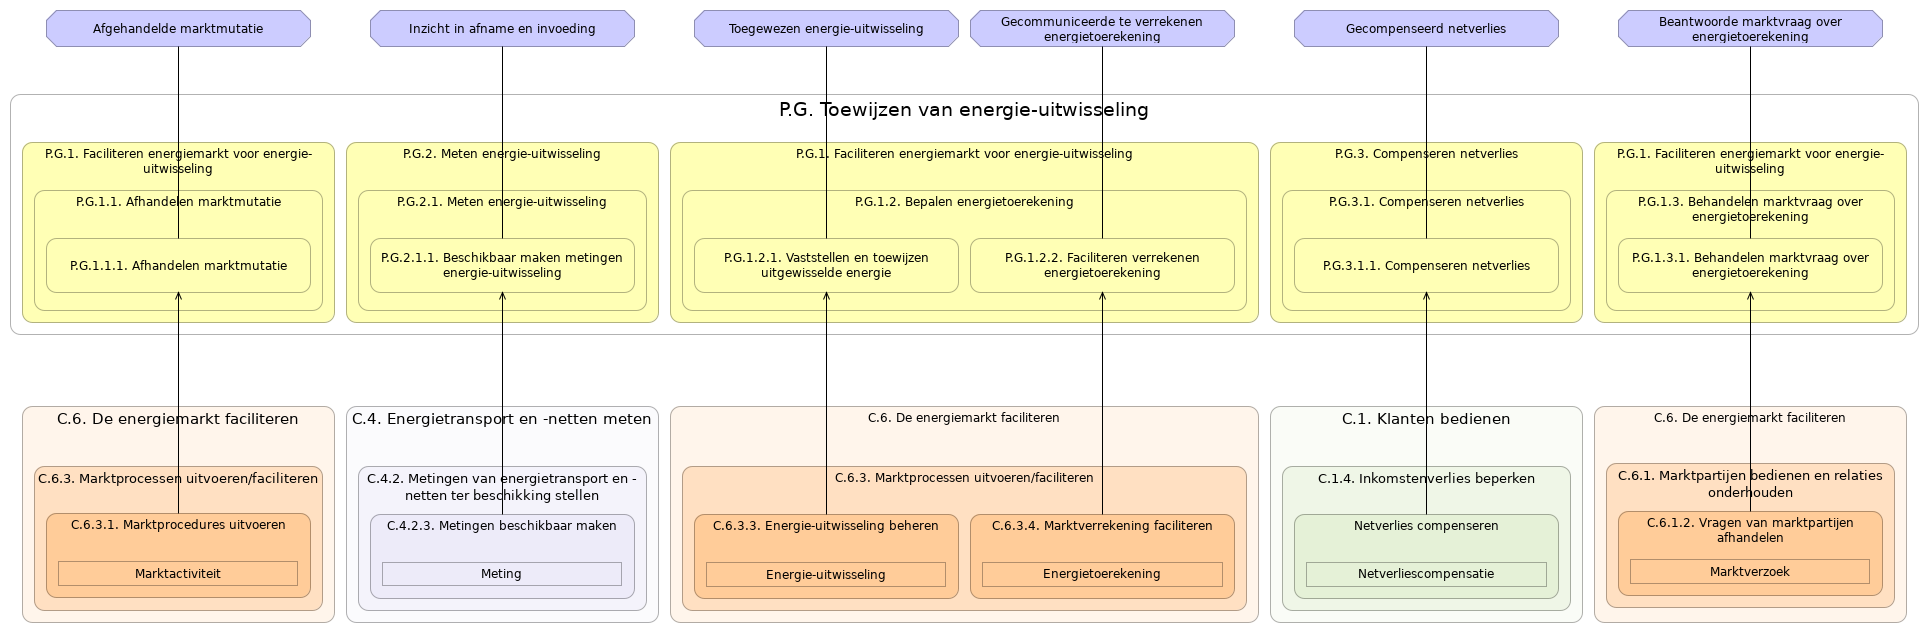 Afgehandelde marktmutatie
Inzicht in afname en invoeding
Toegewezen energie-uitwisseling
Gecommuniceerde te verrekenen
energietoerekening
Gecompenseerd netverlies
Beantwoorde marktvraag over
energietoerekening
P.G. Toewijzen van energie-uitwisseling
P.G.1. Faciliteren energiemarkt voor energie-
uitwisseling
P.G.1.1. Afhandelen marktmutatie
P.G.1.1.1. Afhandelen marktmutatie
P.G.2. Meten energie-uitwisseling
P.G.2.1. Meten energie-uitwisseling
P.G.2.1.1. Beschikbaar maken metingen
energie-uitwisseling
P.G.1. Faciliteren energiemarkt voor energie-uitwisseling
P.G.1.2. Bepalen energietoerekening
P.G.1.2.1. Vaststellen en toewijzen
uitgewisselde energie
P.G.1.2.2. Faciliteren verrekenen
energietoerekening
P.G.3. Compenseren netverlies
P.G.3.1. Compenseren netverlies
P.G.3.1.1. Compenseren netverlies
P.G.1. Faciliteren energiemarkt voor energie-
uitwisseling
P.G.1.3. Behandelen marktvraag over
energietoerekening
P.G.1.3.1. Behandelen marktvraag over
energietoerekening
C.6. De energiemarkt faciliteren
C.6.3. Marktprocessen uitvoeren/faciliteren
C.6.3.1. Marktprocedures uitvoeren
Marktactiviteit
C.4. Energietransport en -netten meten
C.4.2. Metingen van energietransport en -
netten ter beschikking stellen
C.4.2.3. Metingen beschikbaar maken
Meting
C.6. De energiemarkt faciliteren
C.6.3. Marktprocessen uitvoeren/faciliteren
C.6.3.3. Energie-uitwisseling beheren
Energie-uitwisseling
C.6.3.4. Marktverrekening faciliteren
Energietoerekening
C.1. Klanten bedienen
C.1.4. Inkomstenverlies beperken
Netverlies compenseren
Netverliescompensatie
C.6. De energiemarkt faciliteren
C.6.1. Marktpartijen bedienen en relaties
onderhouden
C.6.1.2. Vragen van marktpartijen
afhandelen
Marktverzoek